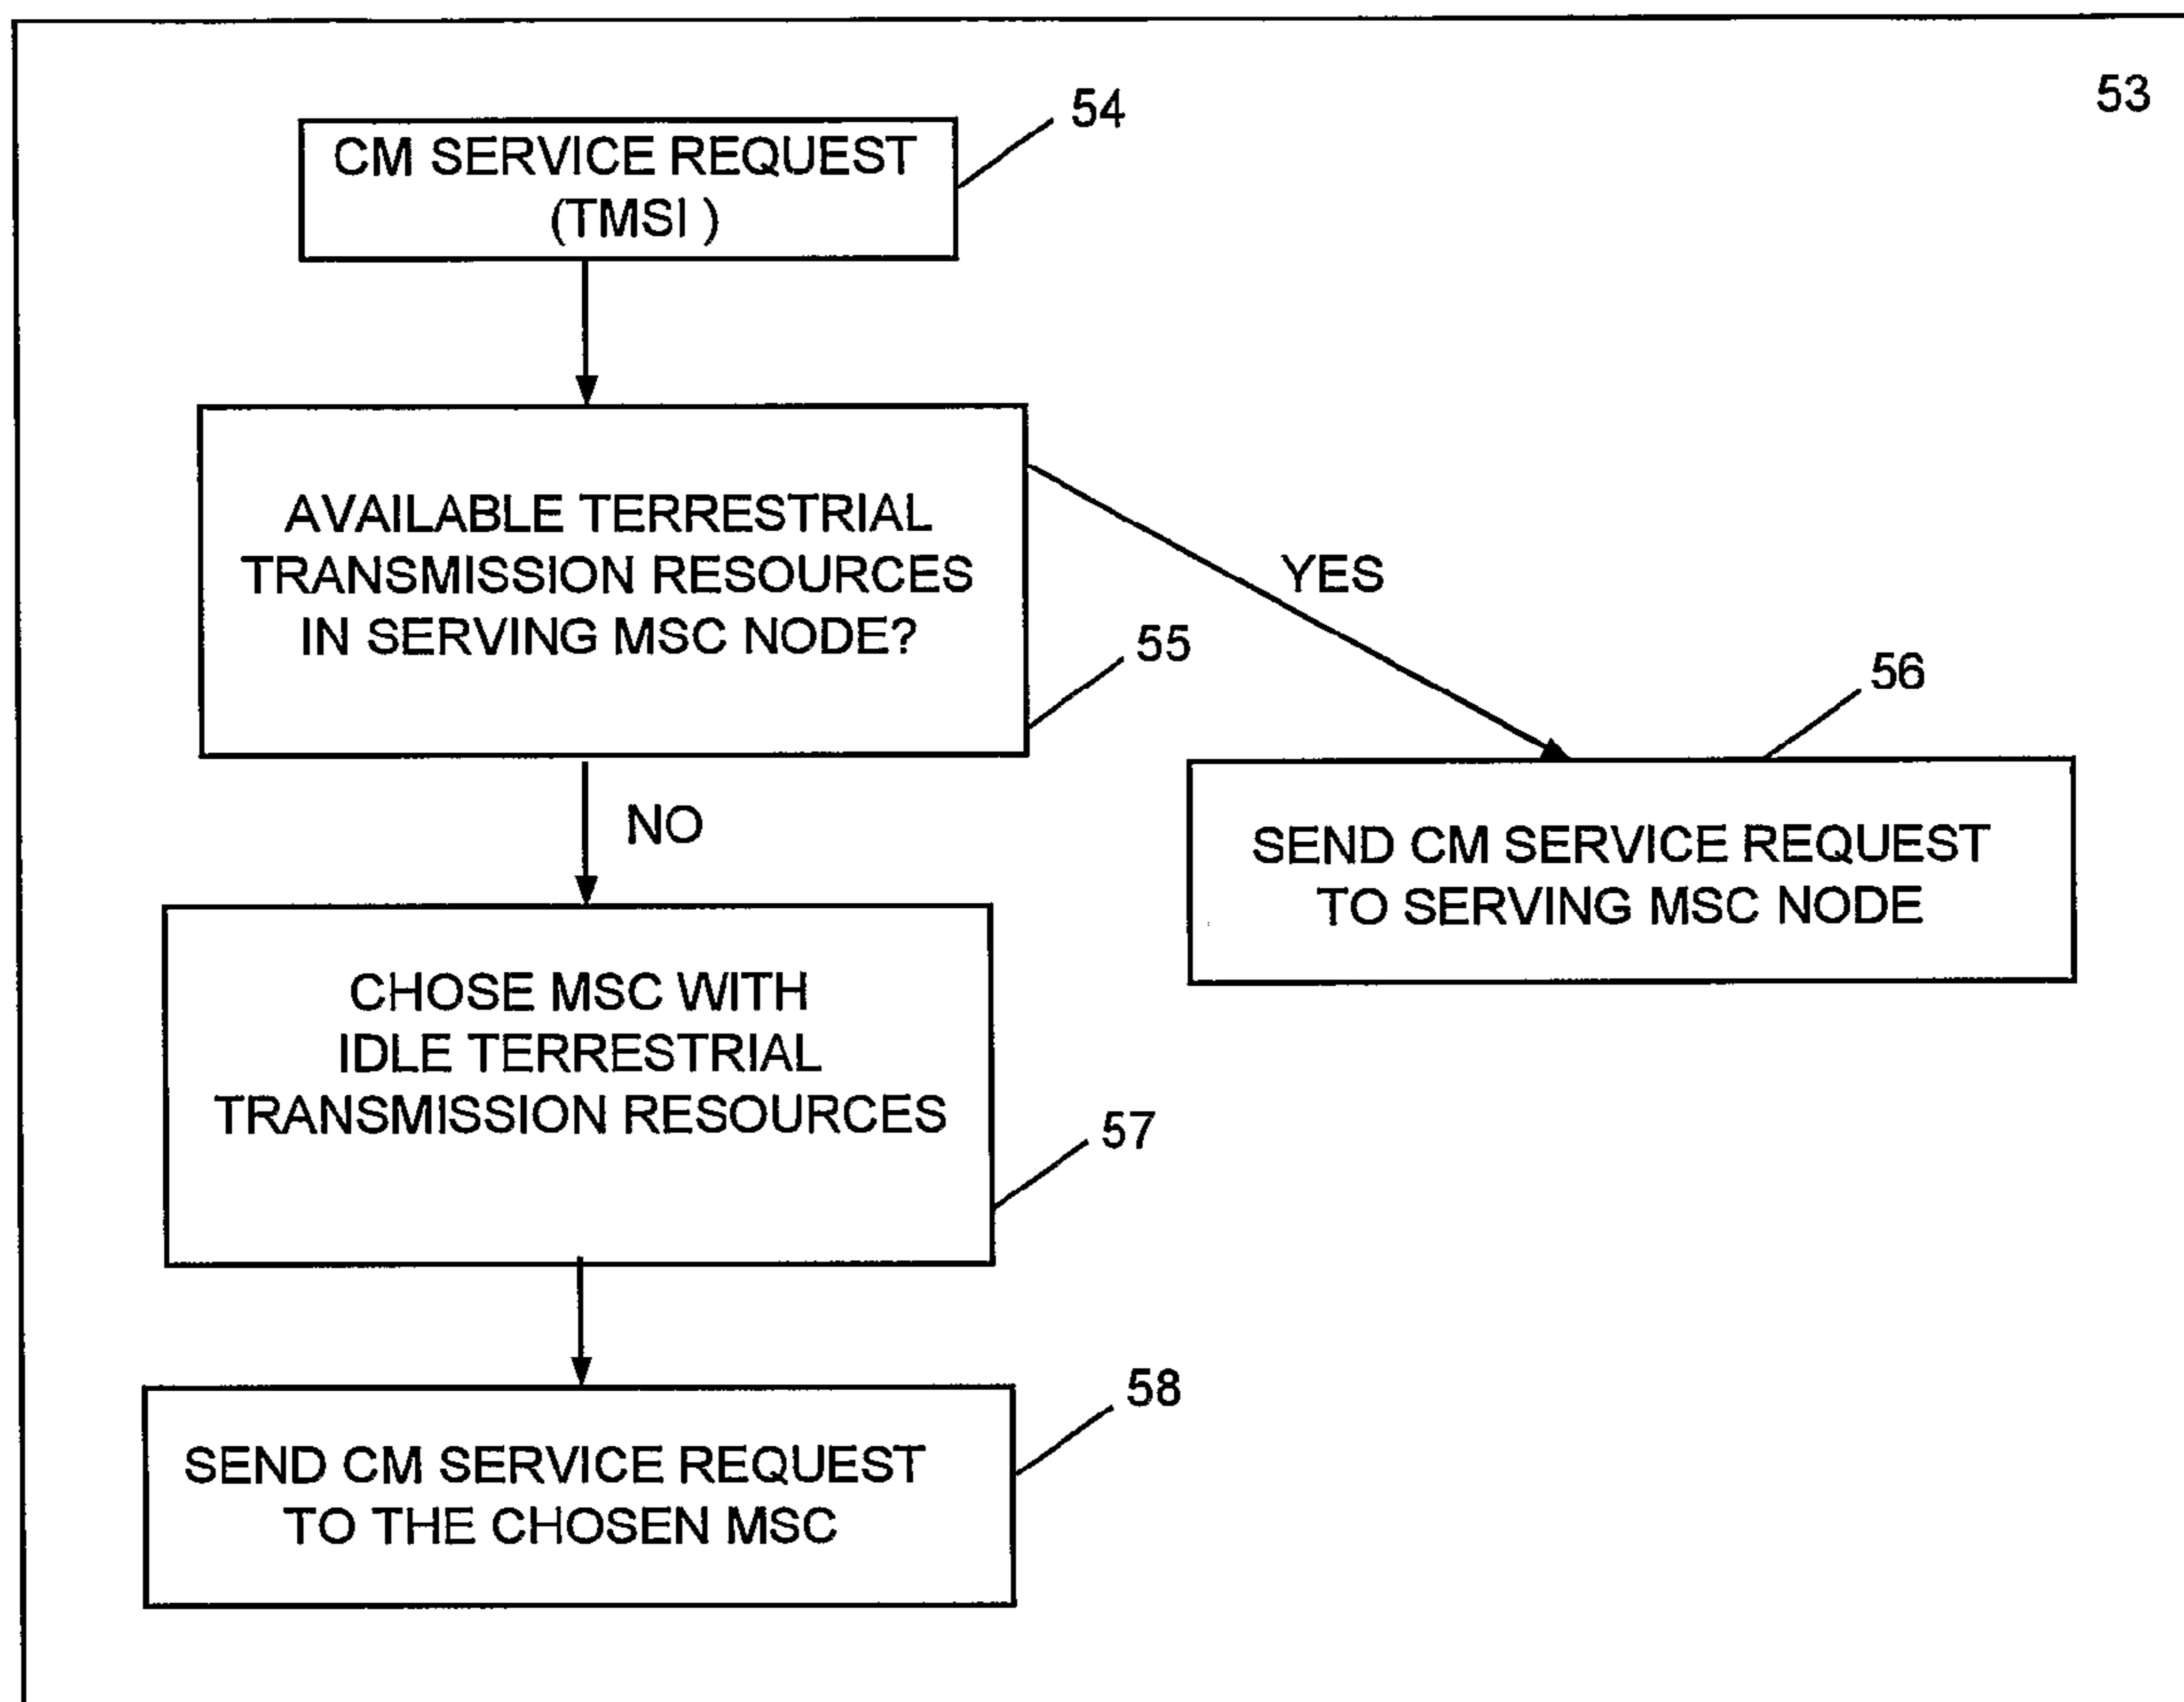 53
54
CM SERVICE REQUEST
(TMSI )
AVAILABLE TERRESTRIAL
TRANSMISSION RESOURCES
IN SERVING MSC NODE?
55
YES
56
SEND CM SERVICE REQUEST
TO SERVING MSC NODE
NO
CHOSE MSC WITH
IDLE TERRESTRIAL
TRANSMISSION RESOURCES
57
58
SEND CM SERVICE REQUEST
TO THE CHOSEN MSC